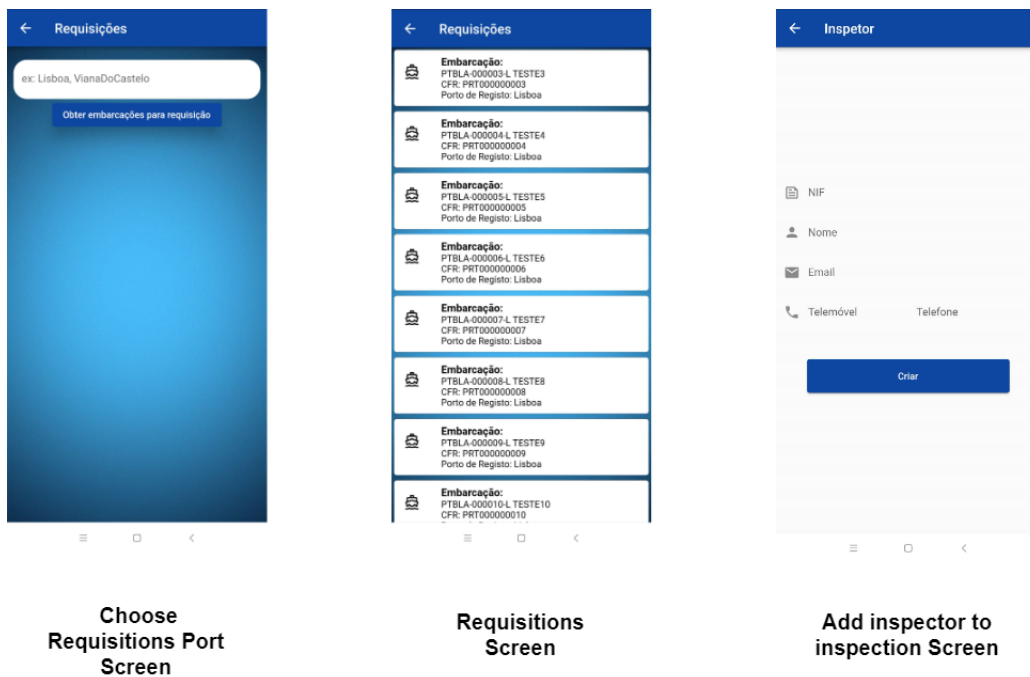 Requisições
ex: Lisboa, VianaDoCastelo
Obter embarcações para requisição
Choose
Requisitions Port
Screen
Requisições
Embarcação:
PTBLA-000003-L TESTE3
CFR: PRT000000003
Porto de Registo: Lisboa
Embarcação:
PTBLA-000004-L TESTE4
CFR: PRT000000004
Porto de Registo: Lisboa
Embarcação:
PTBLA-000005-L TESTE5
CFR: PRT000000005
Porto de Registo: Lisboa
Embarcação:
PTBLA-000006-L TESTE6
CFR: PRT000000006
Porto de Registo: Lisboa
Embarcação:
PTBLA-000007-L TESTE7
CFR: PRT000000007
Porto de Registo: Lisboa
Embarcação:
PTBLA-000008-L TESTE8
CFR: PRT000000008
Porto de Registo: Lisboa
Embarcação:
PTBLA-000009-L TESTE9
CFR: PRT000000009
Porto de Registo: Lisboa
Embarcação:
PTBLA-000010-L TESTE10
CFR: PRT000000010
Requisitions
Screen
Inspetor
NIF
Nome
Email
Telemóvel Telefone
Criar
Add inspector to
inspection Screen